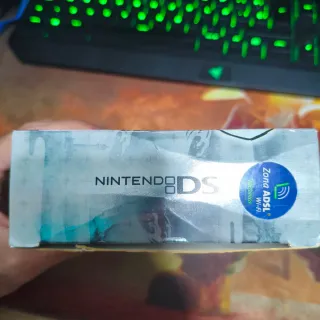 NINTENDO DS
Zona ADSL
Wi-Fi